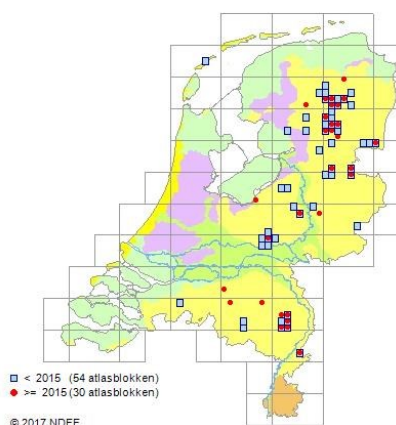 < 2015 (54 atlasblokken)
>= 2015 (30 atlasblokken)
© 2017 NDFF